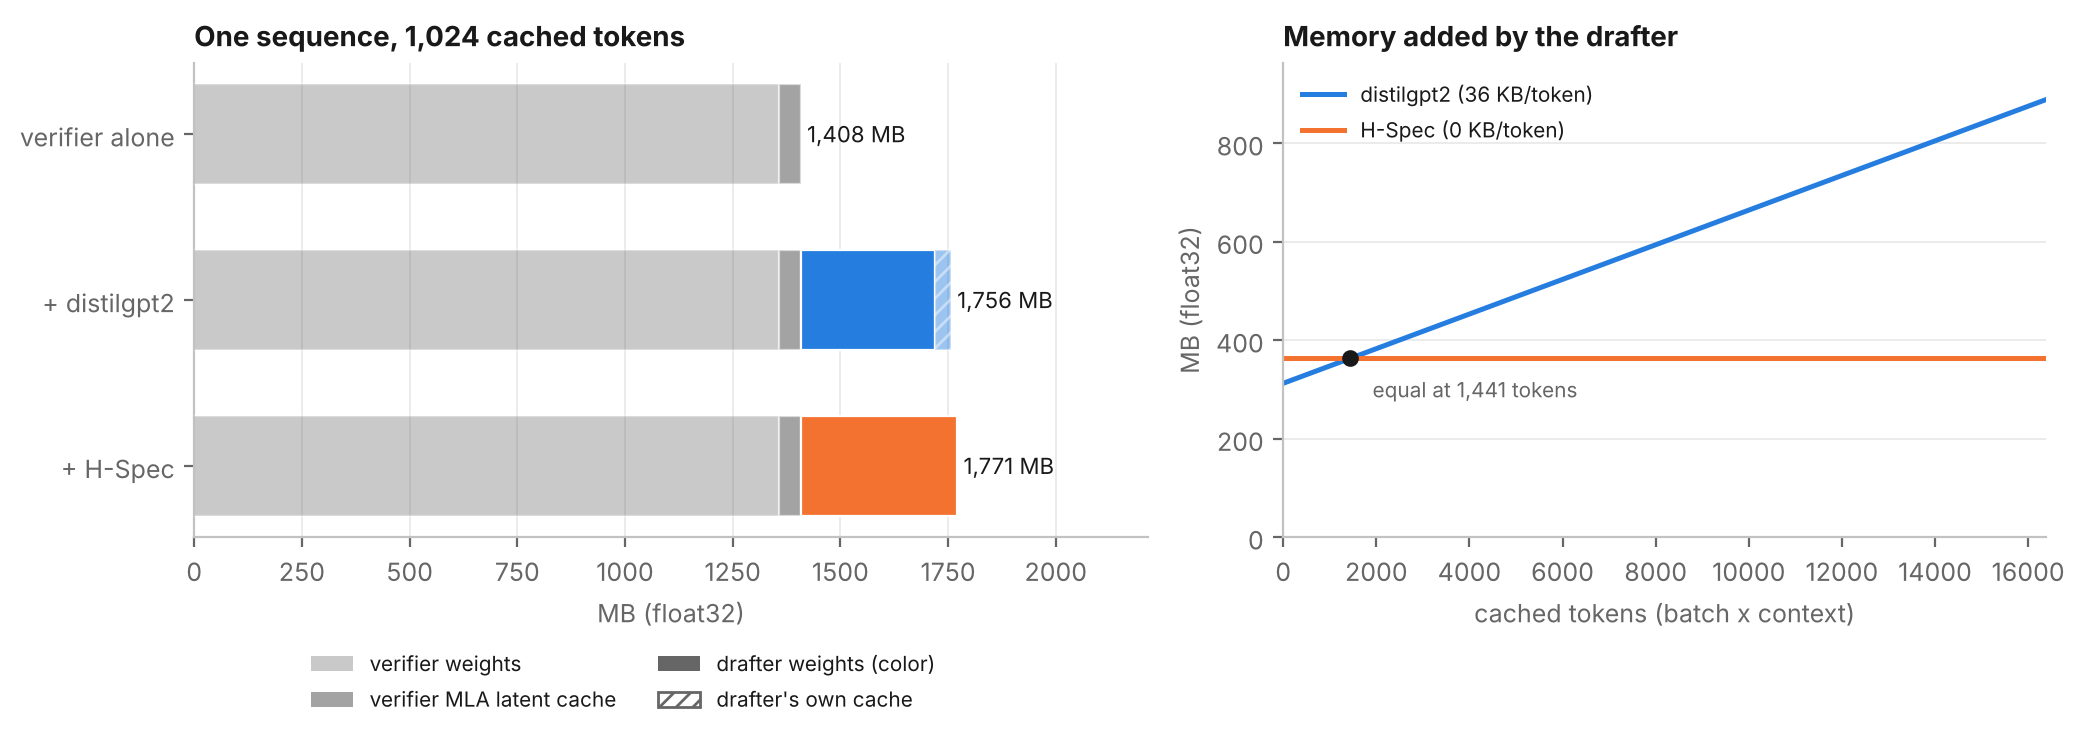 One sequence, 1,024 cached tokens
verifier alone
1,408 MB
+ distilgpt2
1,756 MB
+ H-Spec
1,771 MB
0 250 500 750 1000 1250 1500 1750 2000
MB (float32)
verifier weights
verifier MLA latent cache
drafter weights (color)
drafter's own cache
Memory added by the drafter
distilgpt2 (36 KB/token)
H-Spec (0 KB/token)
800
600
400
200
0
MB (float32)
equal at 1,441 tokens
0 2000 4000 6000 8000 10000 12000 14000 16000
cached tokens (batch x context)